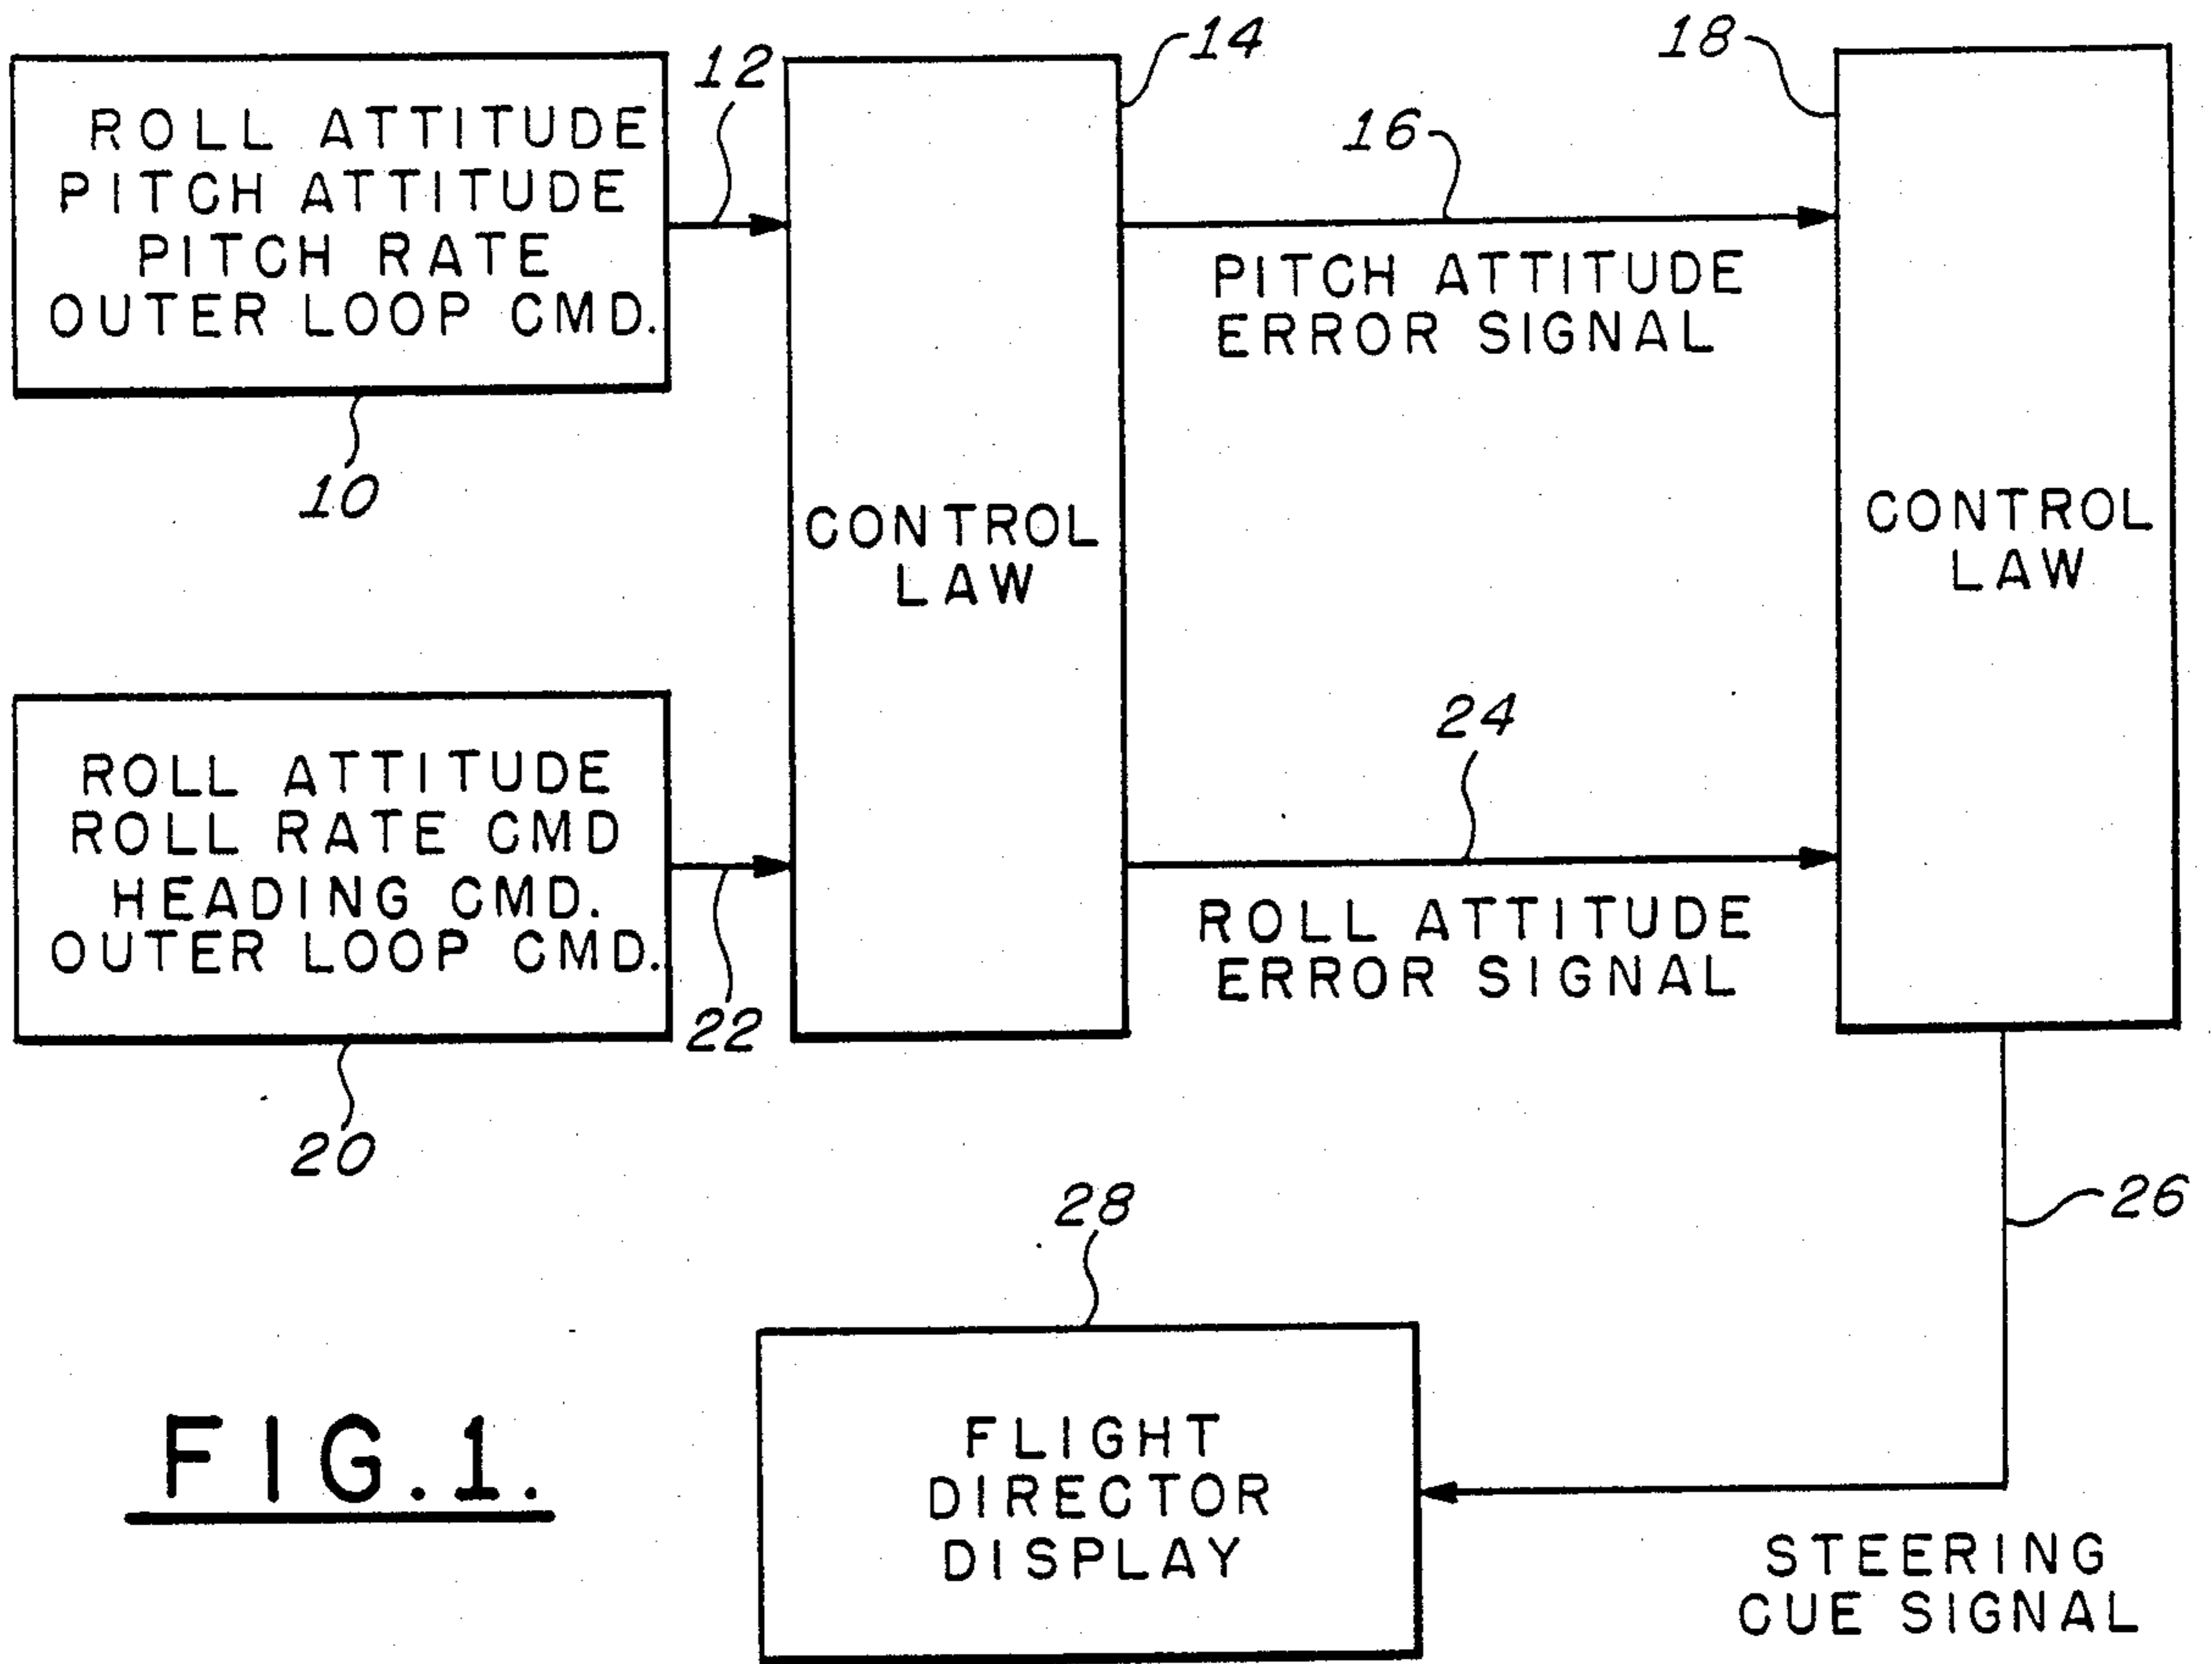 ROLL ATTITUDE
PITCH ATTITUDE
PITCH RATE
OUTER LOOP CMD.
10
12
14
CONTROL
LAW
16
PITCH ATTITUDE
ERROR SIGNAL
18
CONTROL
LAW
ROLL ATTITUDE
ROLL RATE CMD
HEADING CMD.
OUTER LOOP CMD.
20
22
24
ROLL ATTITUDE
ERROR SIGNAL
26
28
FLIGHT
DIRECTOR
DISPLAY
STEERING
CUE SIGNAL
FIG.1.